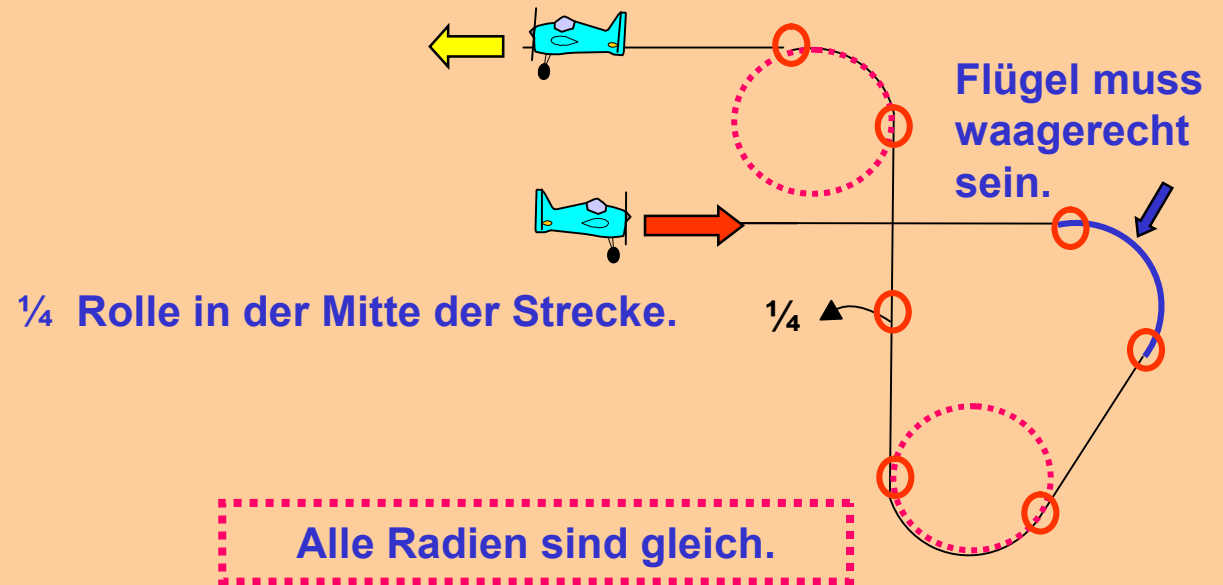 Flügel muss
waagerecht
sein.
¼ Rolle in der Mitte der Strecke.
¼
Alle Radien sind gleich.